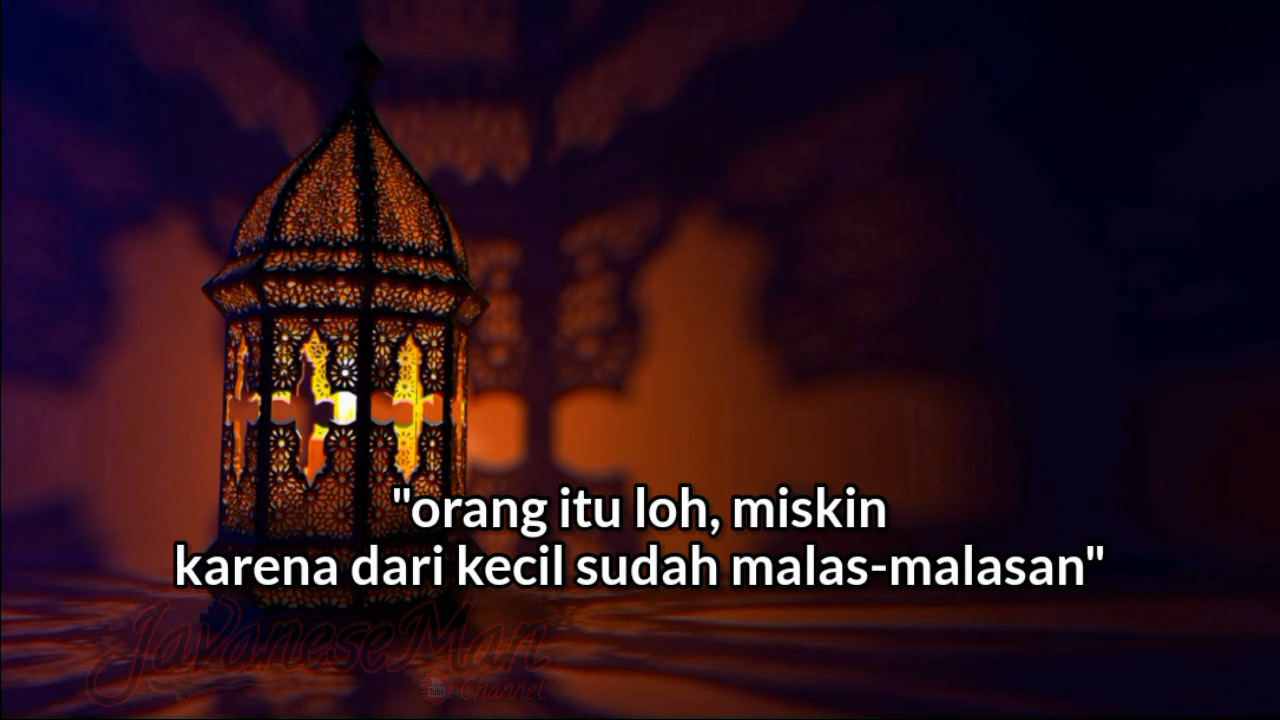 "orang itu loh, miskin
karena dari kecil sudah malas-malasan"
JavaneseMan
Channel